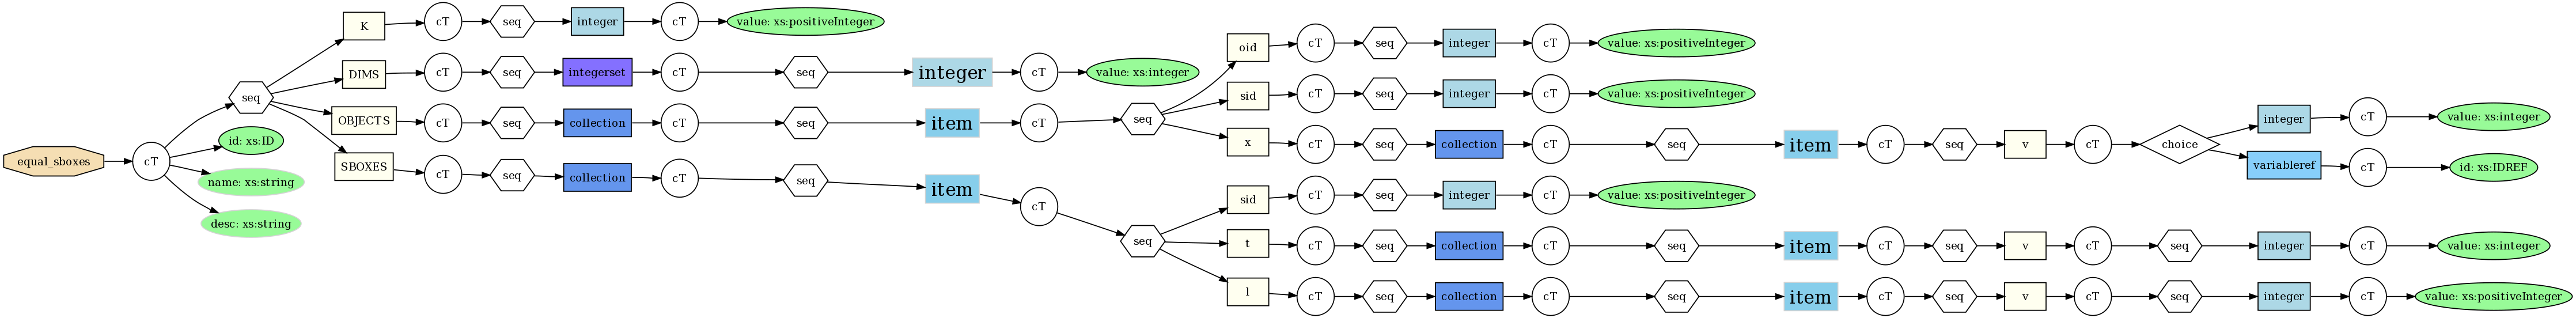 equal_sboxes
cT
seq
id: xs:ID
name: xs:string
desc: xs:string
K
cT
seq
integer
cT
value: xs:positiveInteger
DIMS
cT
seq
integerset
cT
seq
integer
cT
value: xs:integer
OBJECTS
cT
seq
collection
cT
seq
item
cT
seq
oid
cT
seq
integer
cT
value: xs:positiveInteger
sid
cT
seq
integer
cT
value: xs:positiveInteger
x
cT
seq
collection
cT
seq
item
cT
seq
v
cT
choice
integer
cT
value: xs:integer
variableref
cT
id: xs:IDREF
SBOXES
cT
seq
collection
cT
seq
item
cT
seq
sid
cT
seq
integer
cT
value: xs:positiveInteger
t
cT
seq
collection
cT
seq
item
cT
seq
v
cT
seq
integer
cT
value: xs:integer
l
cT
seq
collection
cT
seq
item
cT
seq
v
cT
seq
integer
cT
value: xs:positiveInteger